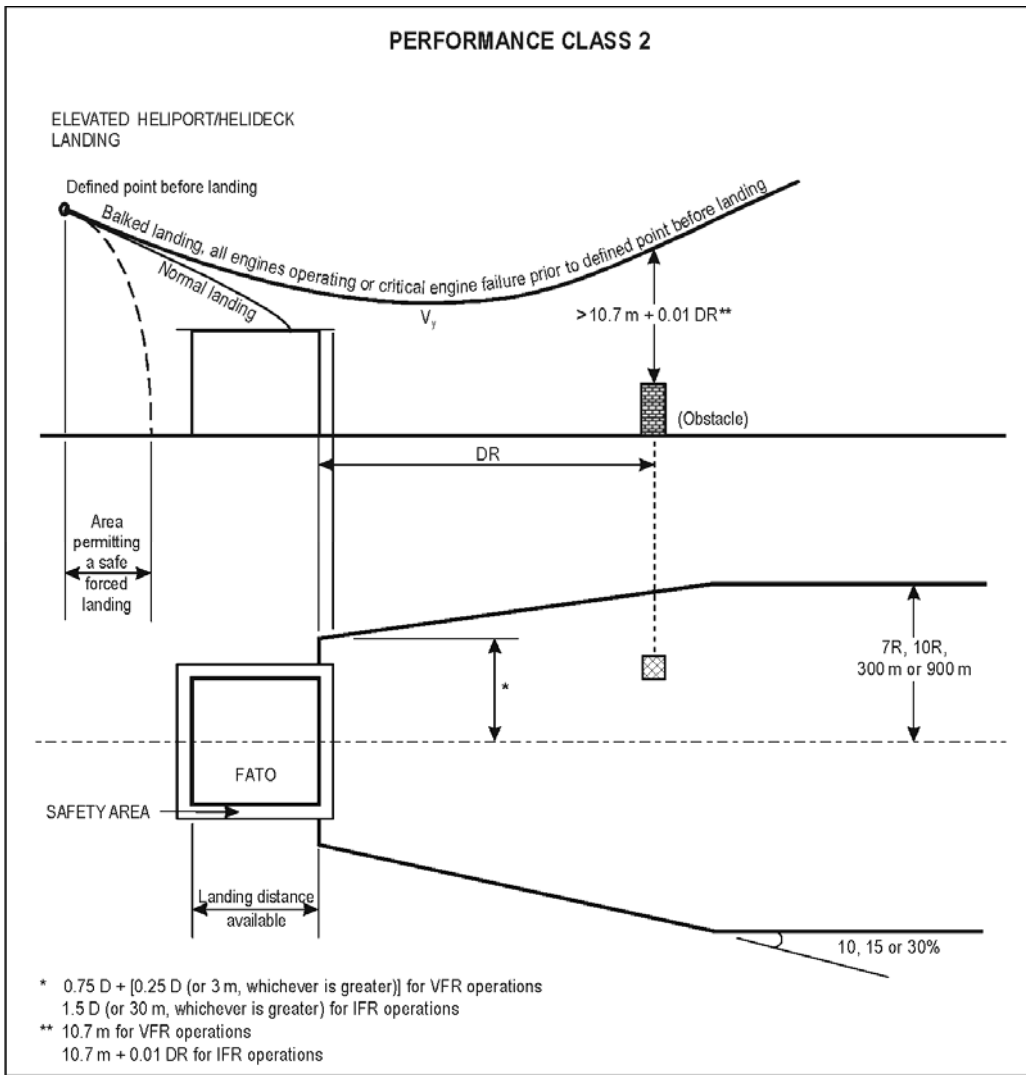 PERFORMANCE CLASS 2
ELEVATED HELIPORT/HELIDECK
LANDING
Defined point before landing
Balked landing, all engines operating or critical engine failure prior to defined point before landing
Normal landing
Vy
> 10.7 m + 0.01 DR**
(Obstacle)
DR
Area
permitting
a safe
forced
landing
7R, 10R,
300 m or 900 m
*
FATO
SAFETY AREA
Landing distance
available
10, 15 or 30%
* 0.75 D + [0.25 D (or 3 m, whichever is greater)] for VFR operations
1.5 D (or 30 m, whichever is greater) for IFR operations
** 10.7 m for VFR operations
10.7 m + 0.01 DR for IFR operations